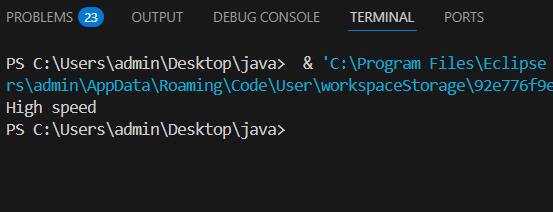 PROBLEMS 23 OUTPUT DEBUG CONSOLE TERMINAL PORTS
PS C:\Users\admin\Desktop\java>  & 'C:\Program Files\Eclipse
rs\admin\AppData\Roaming\Code\User\workspaceStorage\92e776f9e
High speed
PS C:\Users\admin\Desktop\java>